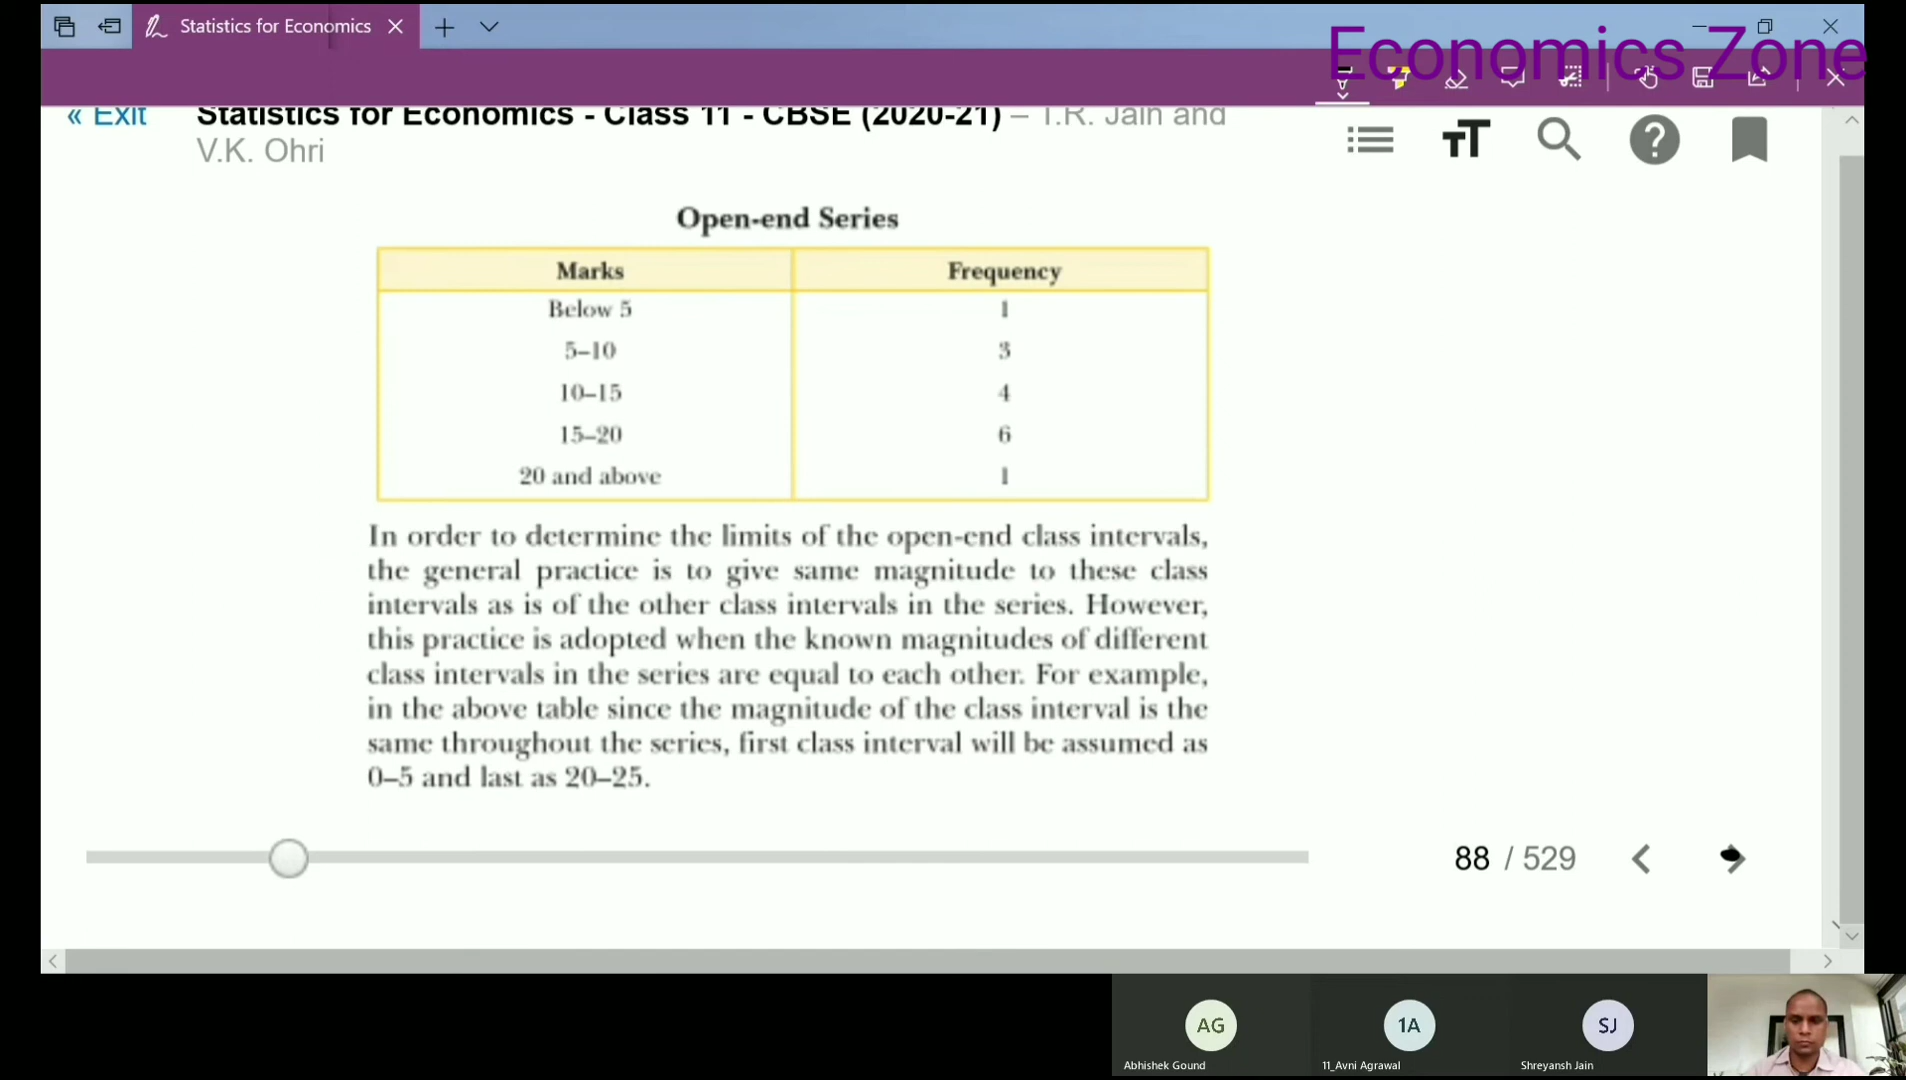 Statistics for Economics
Economics Zone
« Exit
Statistics for Economics - Class 11 - CBSE (2020-21) – T.R. Jain and
V.K. Ohri
Open-end Series
Marks Frequency
Below 5 1
5–10 3
10–15 4
15–20 6
20 and above 1
In order to determine the limits of the open-end class intervals,
the general practice is to give same magnitude to these class
intervals as is of the other class intervals in the series. However,
this practice is adopted when the known magnitudes of different
class intervals in the series are equal to each other. For example,
in the above table since the magnitude of the class interval is the
same throughout the series, first class interval will be assumed as
0–5 and last as 20–25.
88 / 529
AG
1A
SJ
Abhishek Gound
11_Avni Agrawal
Shreyansh Jain